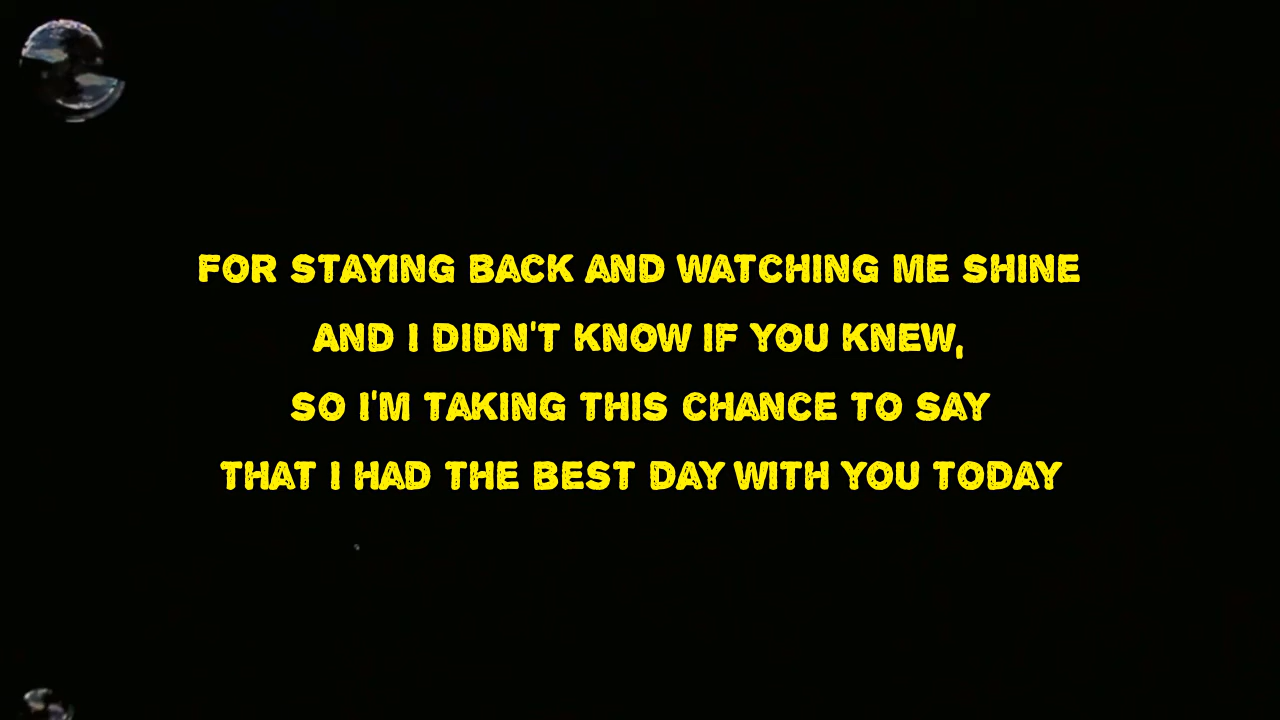 FOR STAYING BACK AND WATCHING ME SHINE
AND I DIDN'T KNOW IF YOU KNEW,
SO I'M TAKING THIS CHANCE TO SAY
THAT I HAD THE BEST DAY WITH YOU TODAY